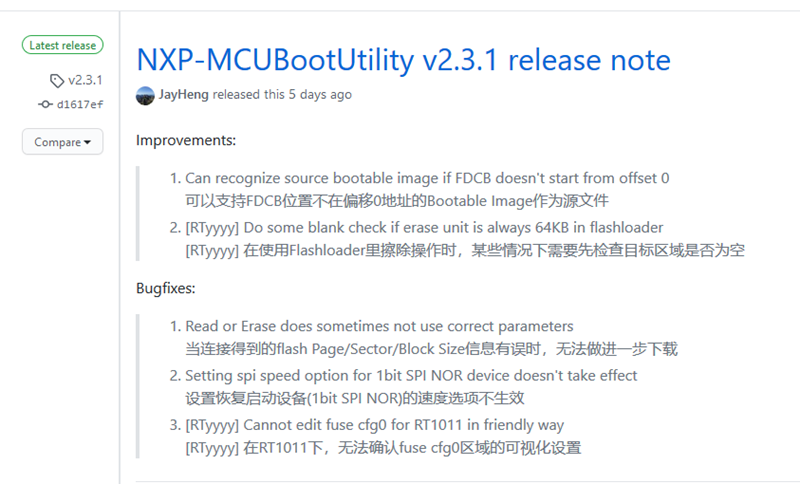 Latest release
v2.3.1
d1617ef
Compare
NXP-MCUBootUtility v2.3.1 release note
JayHeng released this 5 days ago
Improvements:
1. Can recognize source bootable image if FDCB doesn't start from offset 0
可以支持FDCB位置不在偏移0地址的Bootable Image作为源文件
2. [RTyyyy] Do some blank check if erase unit is always 64KB in flashloader
[RTyyyy] 在使用Flashloader里擦除操作时，某些情况下需要先检查目标区域是否为空
Bugfixes:
1. Read or Erase does sometimes not use correct parameters
当连接得到的flash Page/Sector/Block Size信息有误时，无法做进一步下载
2. Setting spi speed option for 1bit SPI NOR device doesn't take effect
设置恢复启动设备(1bit SPI NOR)的速度选项不生效
3. [RTyyyy] Cannot edit fuse cfg0 for RT1011 in friendly way
[RTyyyy] 在RT1011下，无法确认fuse cfg0区域的可视化设置